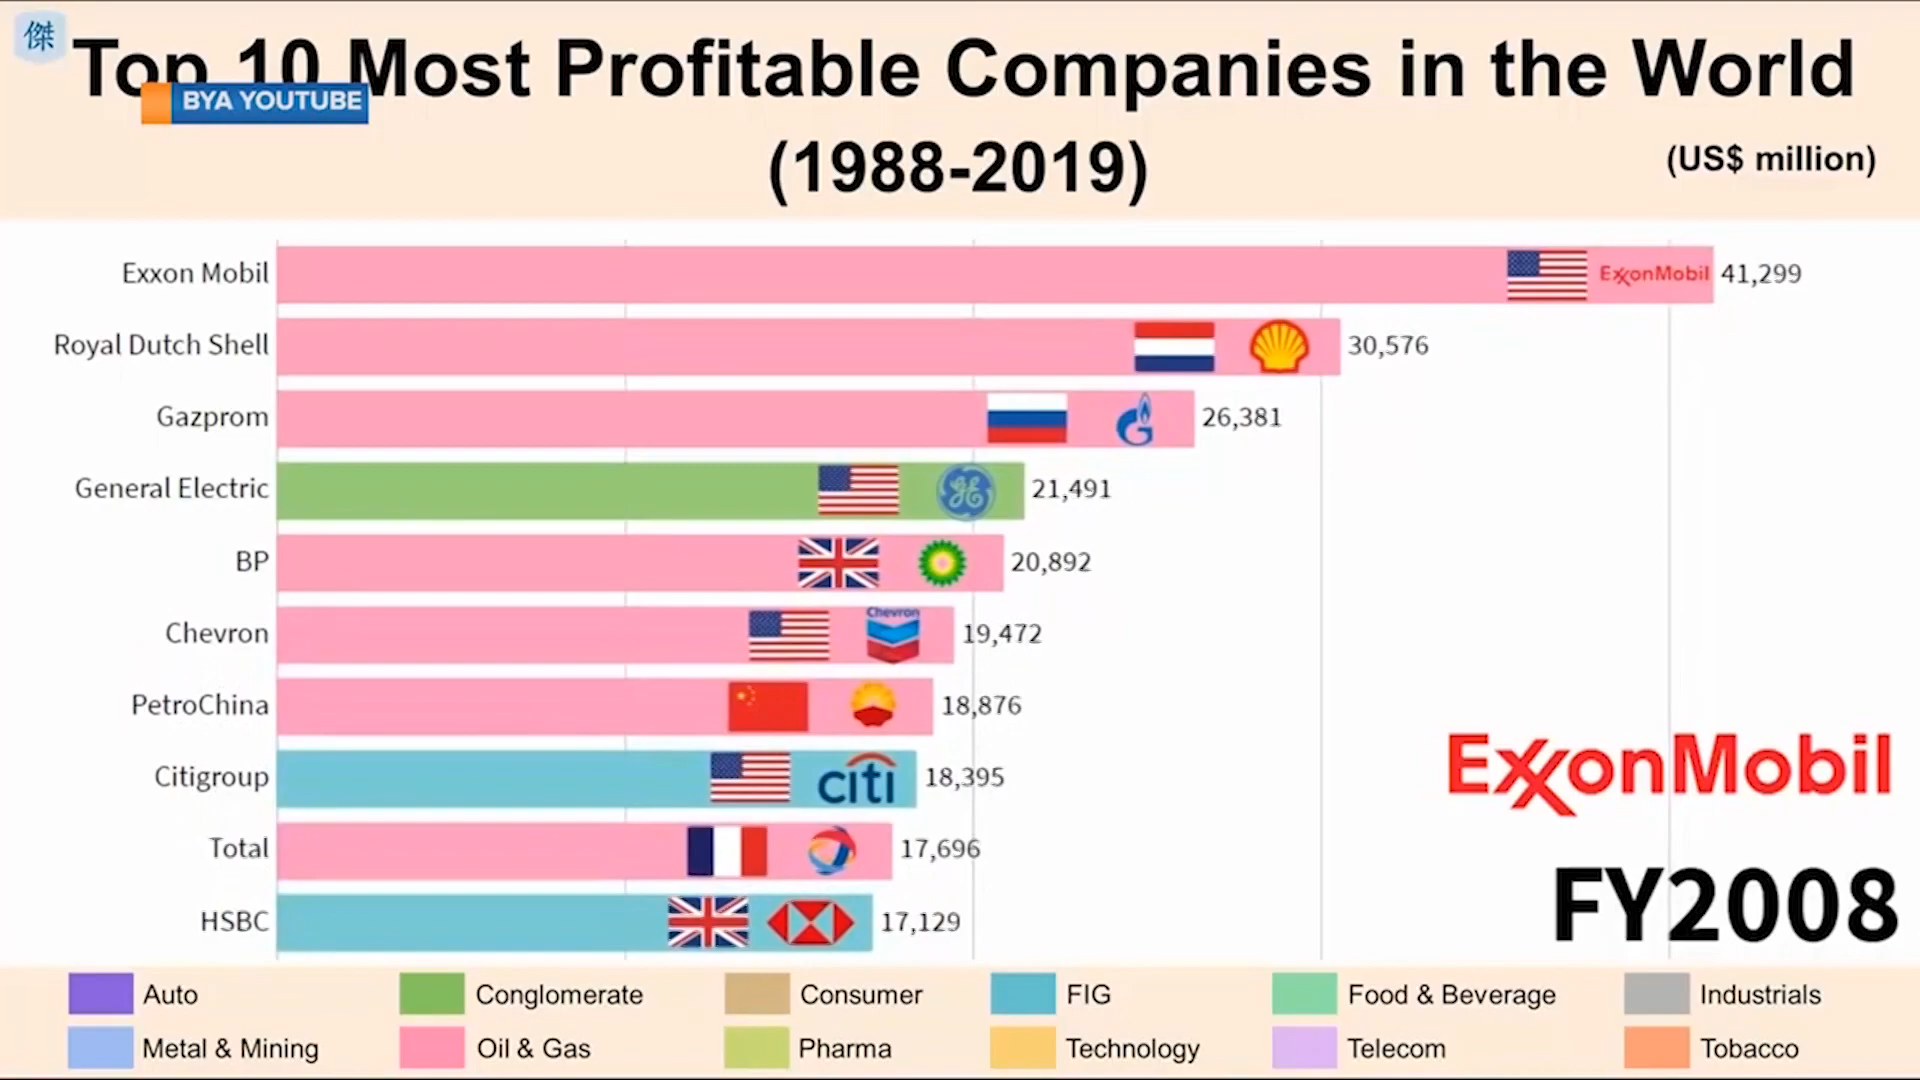 傑
Top 10 Most Profitable Companies in the World
BYA YOUTUBE
(1988-2019)
(US$ million)
Exxon Mobil ExxonMobil 41,299
Royal Dutch Shell 30,576
Gazprom 26,381
General Electric GE 21,491
BP 20,892
Chevron Chevron 19,472
PetroChina 18,876
Citigroup citi 18,395
Total 17,696
HSBC 17,129
ExxonMobil
FY2008
Auto Conglomerate Consumer FIG Food & Beverage Industrials
Metal & Mining Oil & Gas Pharma Technology Telecom Tobacco